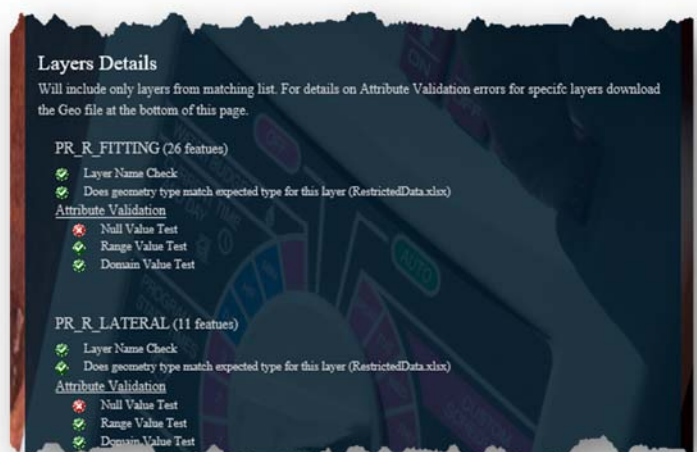 Layers Details
Will include only layers from matching list. For details on Attribute Validation errors for specifc layers download
the Geo file at the bottom of this page.
PR_R_FITTING (26 featues)
Layer Name Check
Does geometry type match expected type for this layer (RestrictedData.xlsx)
Attribute Validation
Null Value Test
Range Value Test
Domain Value Test
PR_R_LATERAL (11 featues)
Layer Name Check
Does geometry type match expected type for this layer (RestrictedData.xlsx)
Attribute Validation
Null Value Test
Range Value Test
Domain Value Test
OFF
AUTO